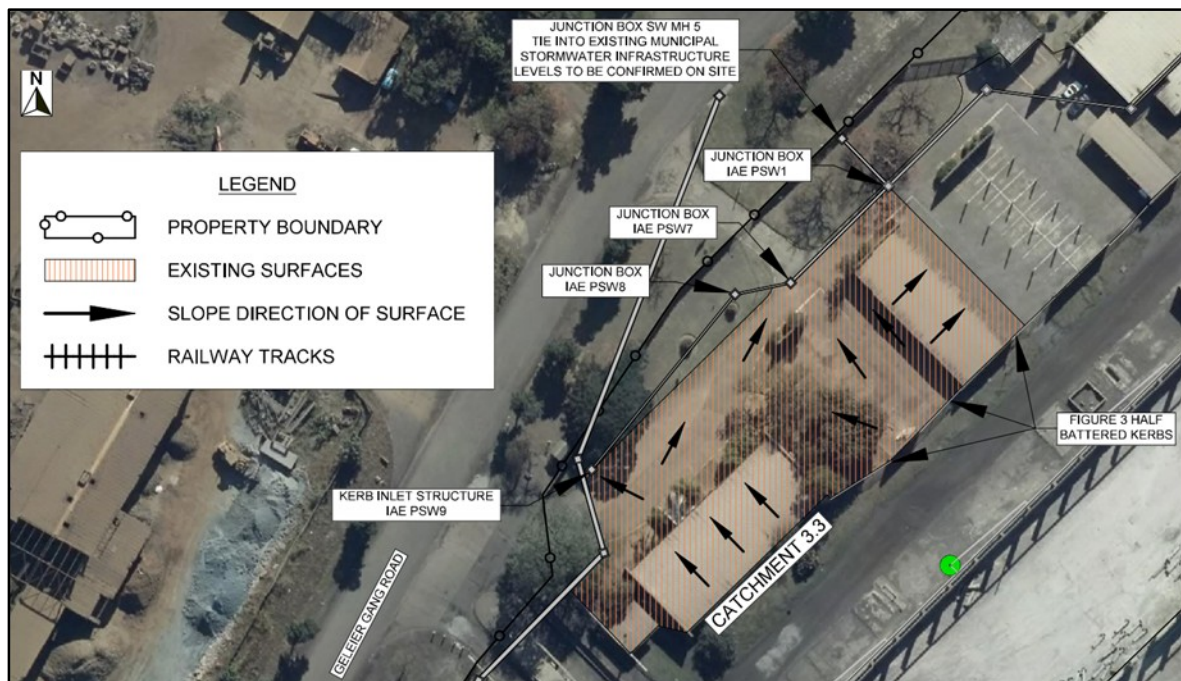 JUNCTION BOX SW MH 5
TIE INTO EXISTING MUNICIPAL
STORMWATER INFRASTRUCTURE
LEVELS TO BE CONFIRMED ON SITE
N
LEGEND
PROPERTY BOUNDARY
EXISTING SURFACES
SLOPE DIRECTION OF SURFACE
RAILWAY TRACKS
JUNCTION BOX
IAE PSW1
JUNCTION BOX
IAE PSW7
JUNCTION BOX
IAE PSW8
FIGURE 3 HALF
BATTERED KERBS
KERB INLET STRUCTURE
IAE PSW9
CATCHMENT 3.3
GELEIER GANG ROAD